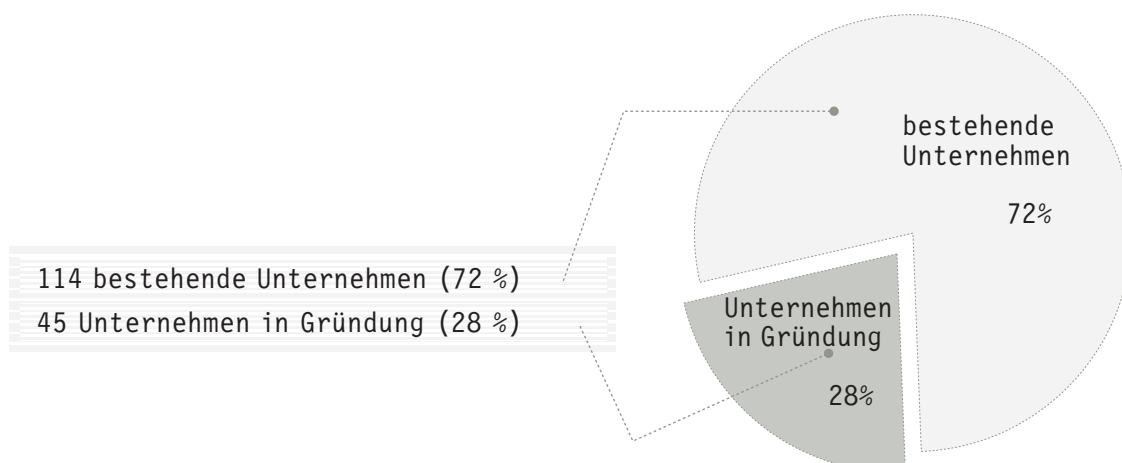 114 bestehende Unternehmen (72 %)
45 Unternehmen in Gründung (28 %)
bestehende
Unternehmen
72%
Unternehmen
in Gründung
28%